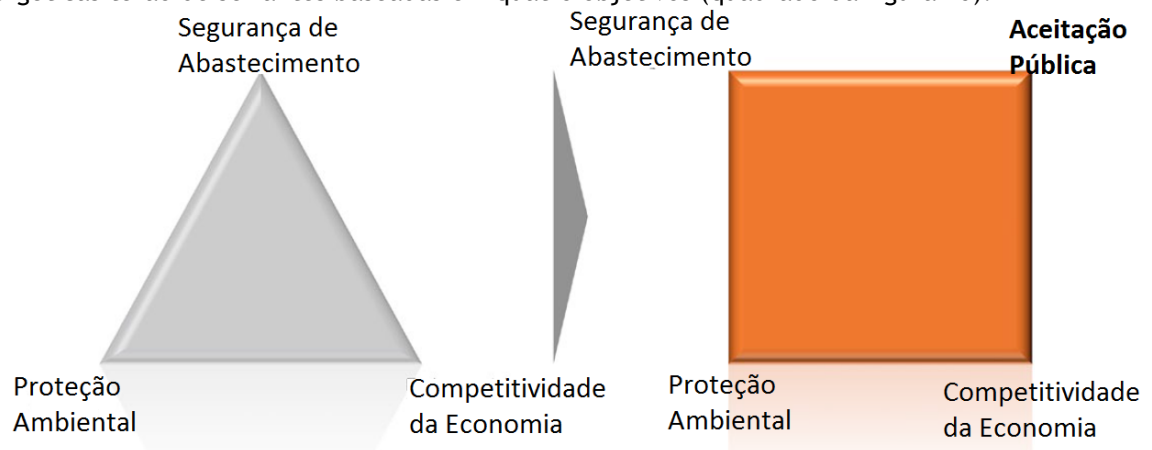 Segurança de
Abastecimento
Proteção
Ambiental
Competitividade
da Economia
Segurança de
Abastecimento
Aceitação
Pública
Proteção
Ambiental
Competitividade
da Economia